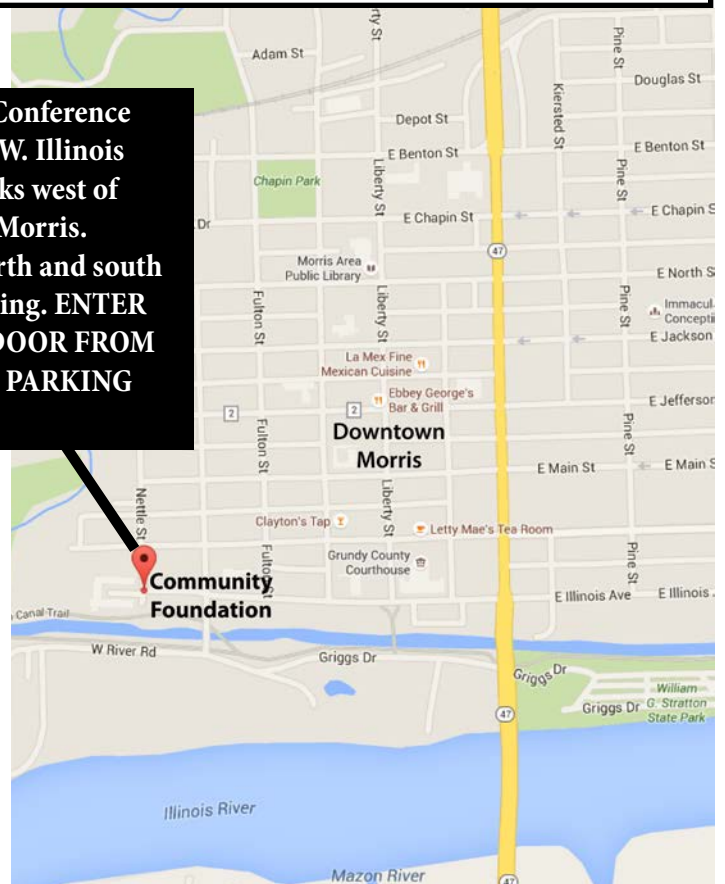 rty St
Pine St
Adam St
Douglas St
Kiersted St
Conference
W. Illinois
ks west of
Morris.
rth and south
ing. ENTER
DOOR FROM
PARKING
Depot St
E Benton St
E Benton St
Pine St
Chapin Park
Liberty St
Dr
E Chapin St
E Chapin S
47
Morris Area
Public Library
E North S
Fulton St
Liberty St
Pine St
Immacul
Concepti
E Jackson
La Mex Fine
Mexican Cuisine
Ebbey George's
Bar & Grill
E Jefferson
2
2
Fulton St
Downtown
Morris
Pine St
E Main St
E Main S
Nettle St
Liberty St
Clayton's Tap
Letty Mae's Tea Room
Fulton St
Grundy County
Courthouse
Pine St
Community
Foundation
E Illinois Ave
E Illinois
Canal Trail
W River Rd
Griggs Dr
Griggs Dr
Griggs Dr
William
G. Stratton
State Park
47
Illinois River
Mazon River
47